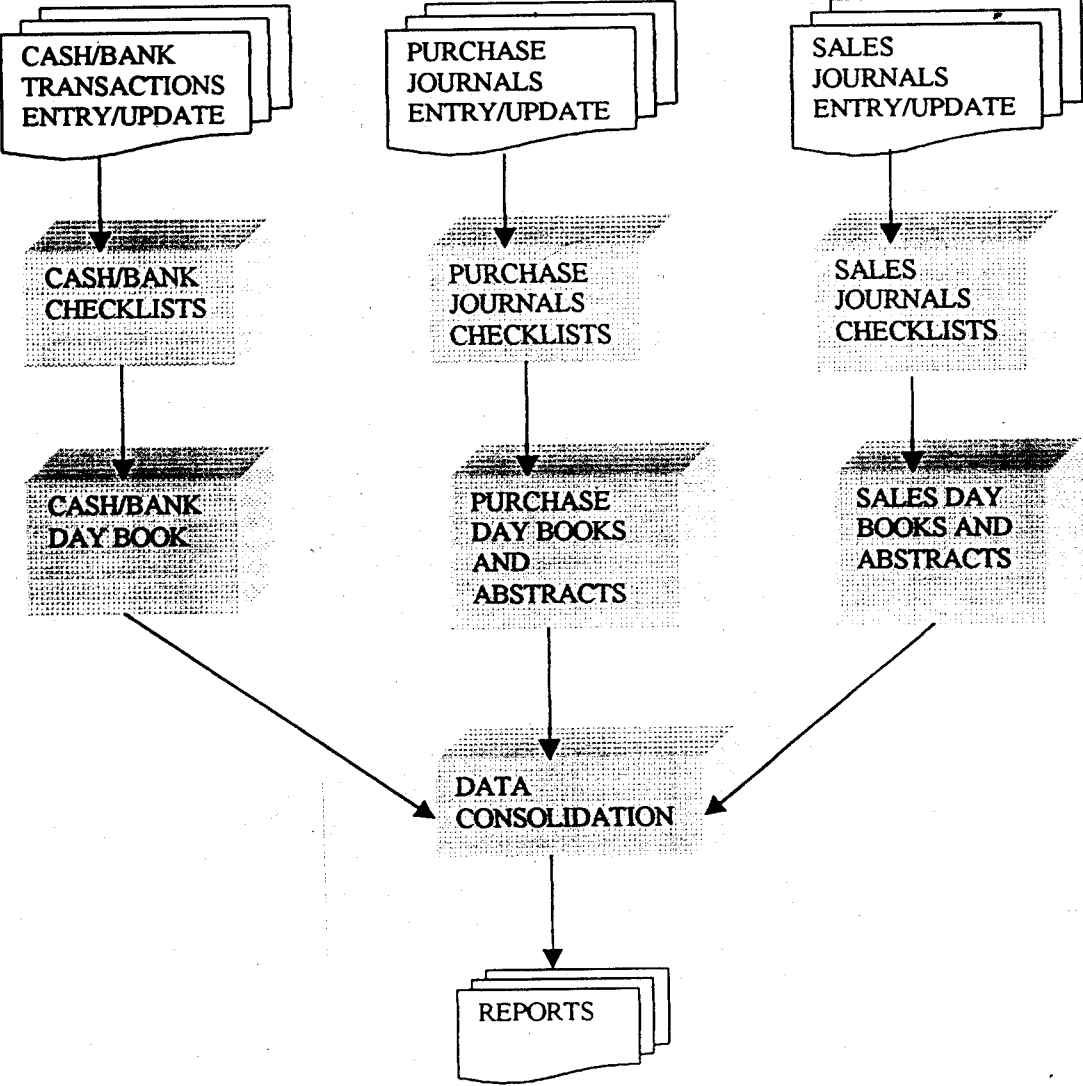 CASH/BANK
TRANSACTIONS
ENTRY/UPDATE
PURCHASE
JOURNALS
ENTRY/UPDATE
SALES
JOURNALS
ENTRY/UPDATE
CASH/BANK
CHECKLISTS
PURCHASE
JOURNALS
CHECKLISTS
SALES
JOURNALS
CHECKLISTS
CASH/BANK
DAY BOOK
PURCHASE
DAY BOOKS
AND
ABSTRACTS
SALES DAY
BOOKS AND
ABSTRACTS
DATA
CONSOLIDATION
REPORTS